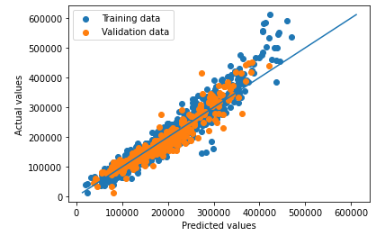 600000
Training data
Validation data
500000
400000
300000
200000
100000
0
Actual values
0 100000 200000 300000 400000 500000 600000
Predicted values